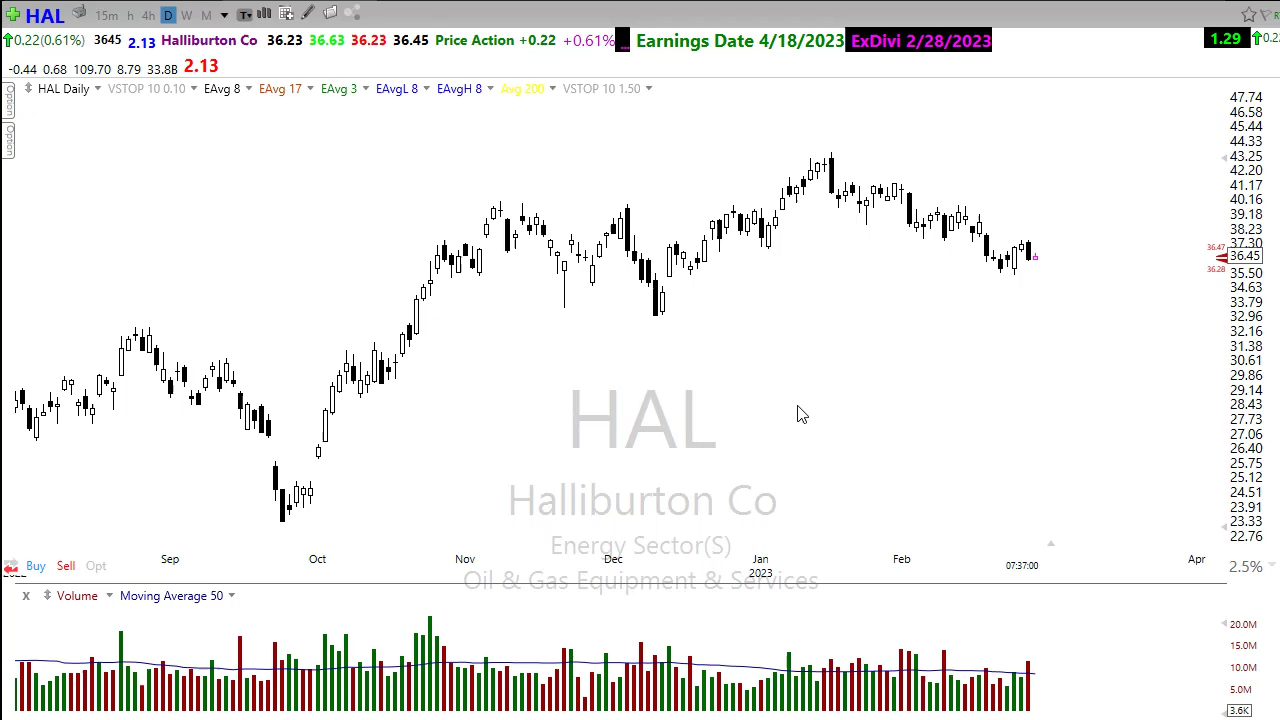 HAL 15m h 4h D W M T
0.22(0.61%) 3645 2.13 Halliburton Co 36.23 36.63 36.23 36.45 Price Action +0.22 +0.61% ... Earnings Date 4/18/2023 ExDivi 2/28/2023 1.29 0.2
-0.44 0.68 109.70 8.79 33.8B 2.13
Option
Option
HAL Daily VSTOP 10 0.10 EAvg 8 EAvg 17 EAvg 3 EAvgL 8 EAvgH 8 Avg 200 VSTOP 10 1.50
47.74
46.58
45.44
44.33
43.25
42.20
41.17
40.16
39.18
38.23
37.30
36.47
36.45
36.28
35.50
34.63
33.79
32.96
32.16
31.38
30.61
29.86
29.14
28.43
27.73
27.06
26.40
25.75
25.12
24.51
23.91
23.33
22.76
HAL
Halliburton Co
Energy Sector(S)
Oil & Gas Equipment & Services
Sep Oct Nov Dec Jan Feb Apr
Buy Sell Opt 2023 07:37:00 2.5%
x Volume Moving Average 50
20.0M
15.0M
10.0M
5.0M
3.6K